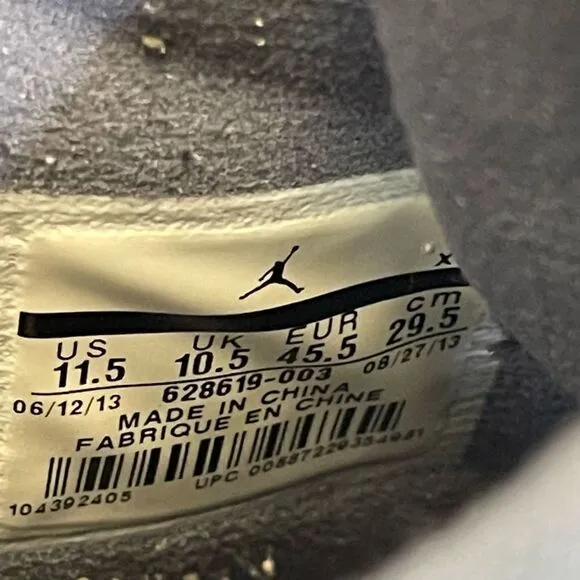 x
US UK EUR cm
11.5 10.5 45.5 29.5
06/12/13 628619-003 08/27/13
MADE IN CHINA
FABRIQUE EN CHINE
104392405 UPC